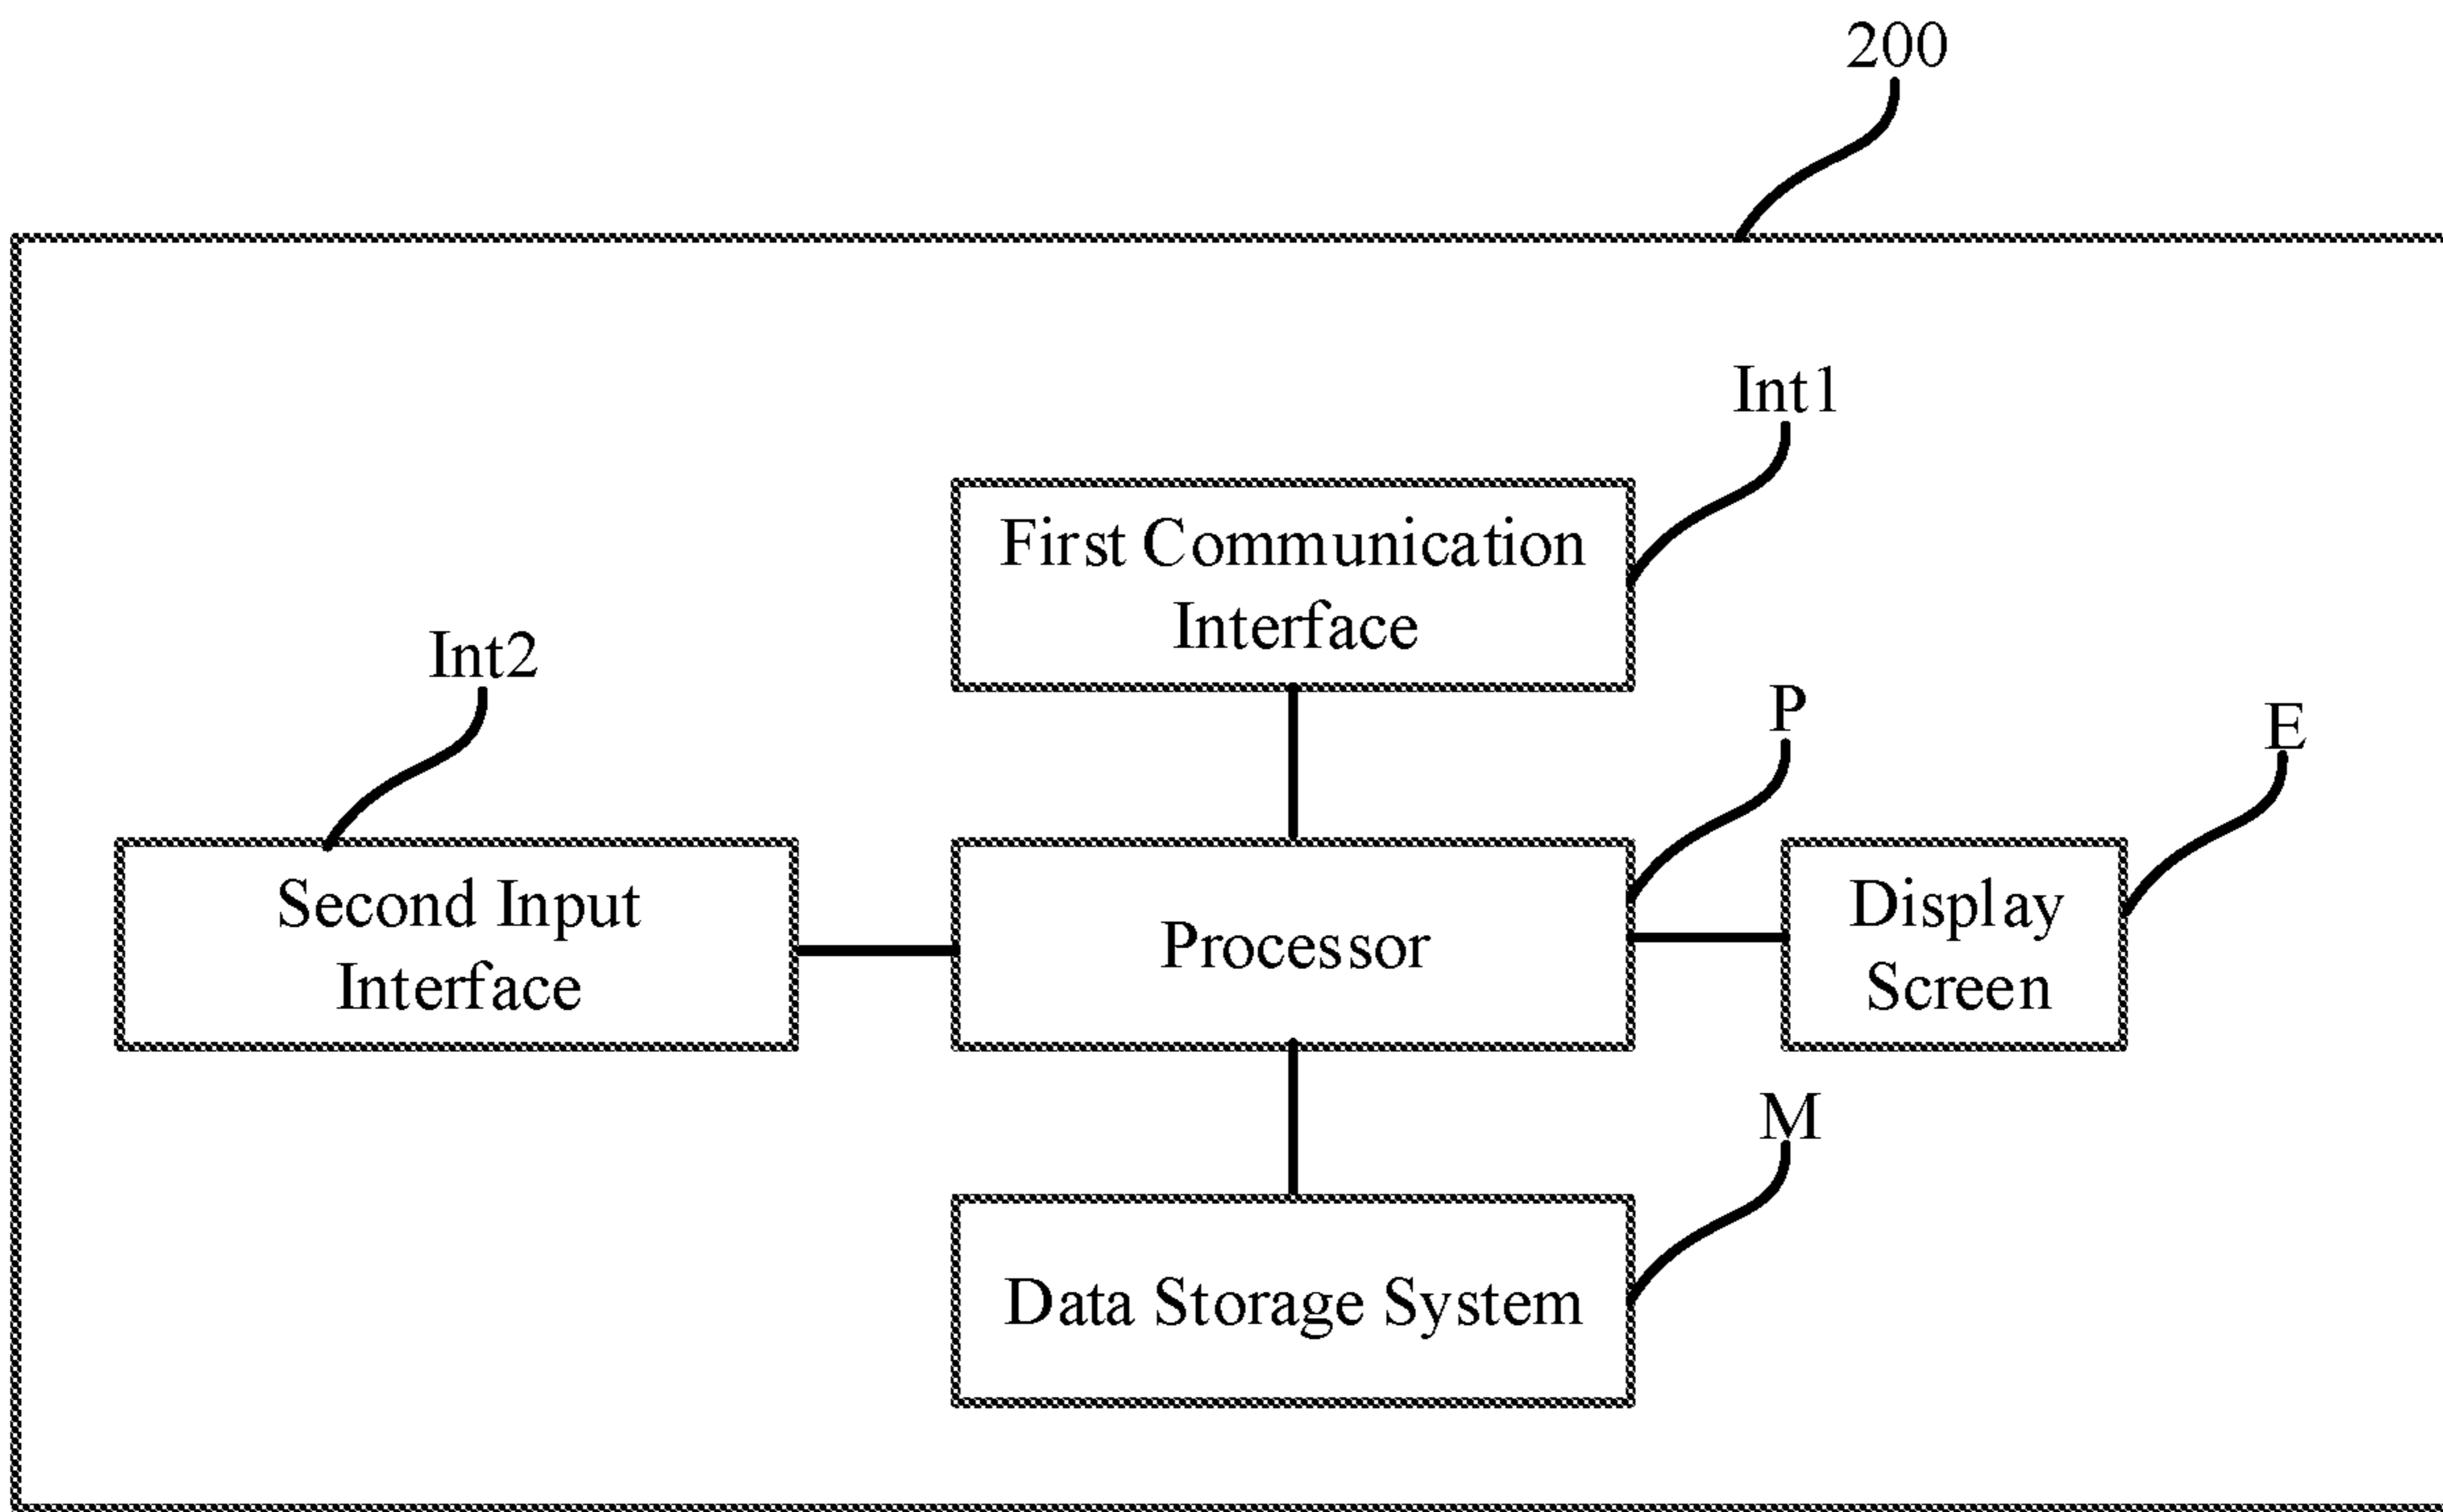 200
Int1
First Communication
Interface
Int2
P
E
Second Input
Interface
Processor
Display
Screen
M
Data Storage System